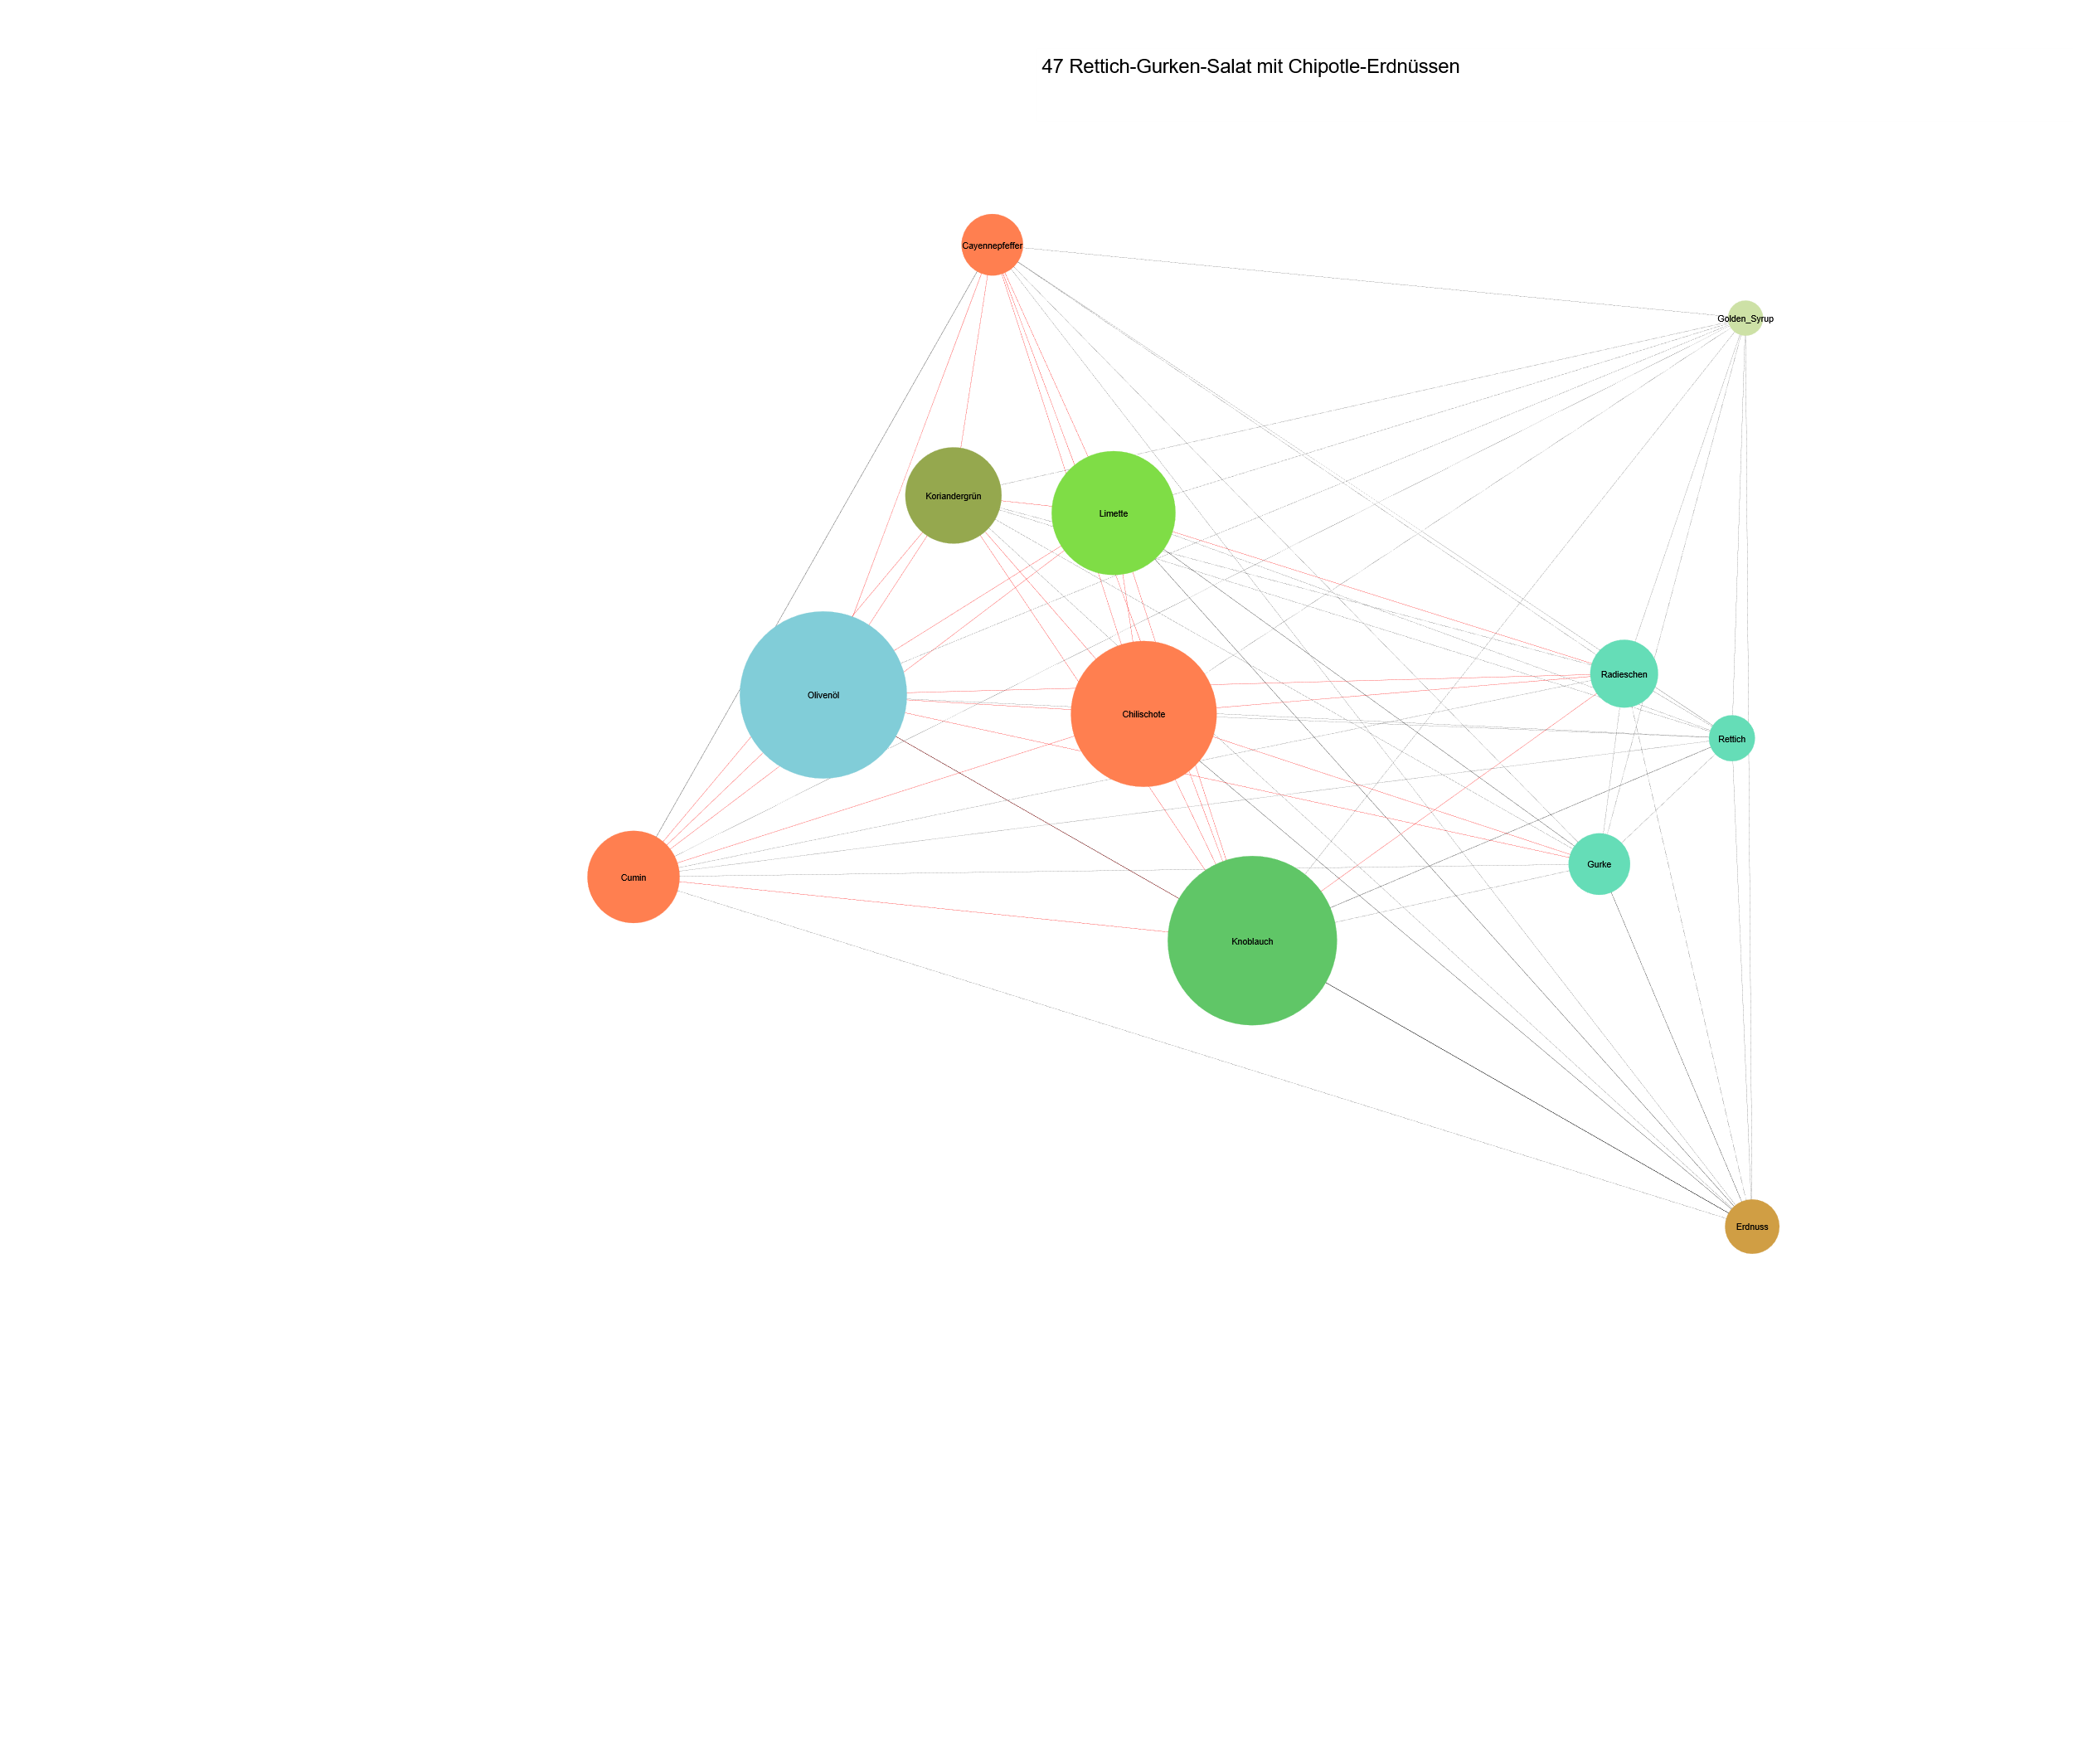 47 Rettich-Gurken-Salat mit Chipotle-Erdnüssen
Cayennepfeffer
Golden_Syrup
Koriandergrün
Limette
Radieschen
Olivenöl
Chilischote
Rettich
Gurke
Cumin
Knoblauch
Erdnuss